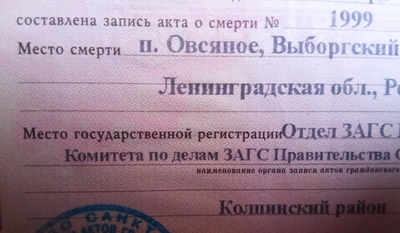 составлена запись акта о смерти № 1999
Место смерти п. Овсяное, Выборгский
Ленинградская обл.,
Место государственной регистрации Отдел ЗАГС
Комитета по делам ЗАГС Правительства
наименование органа записи актов гражданского
Колпинский район